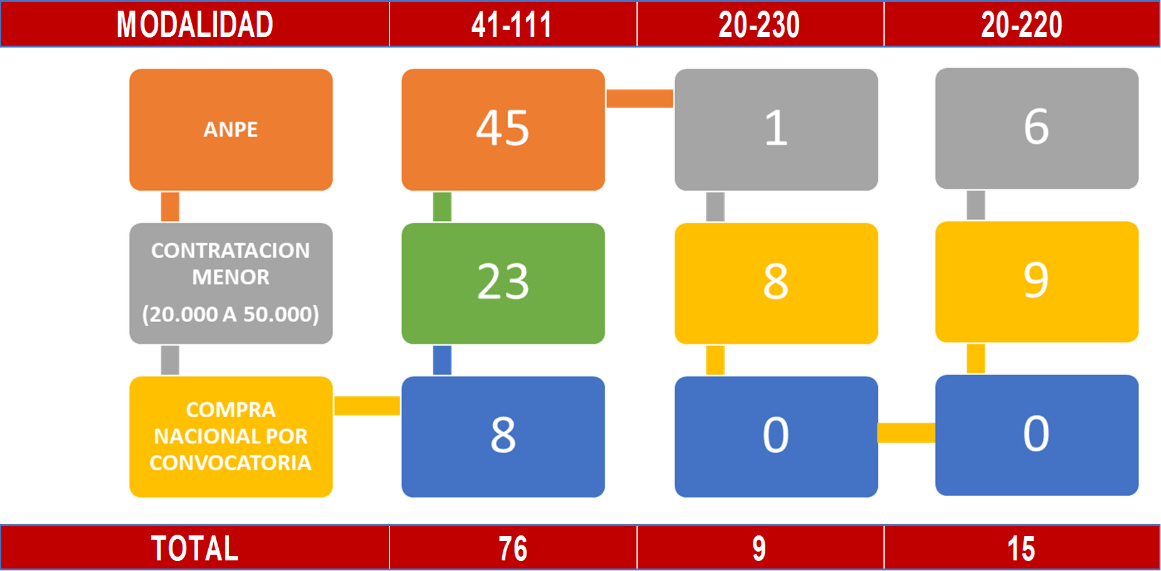 MODALIDAD 41-111 20-230 20-220
ANPE 45 1 6
CONTRATACION
MENOR
(20.000 A 50.000) 23 8 9
COMPRA
NACIONAL POR
CONVOCATORIA 8 0 0
TOTAL 76 9 15